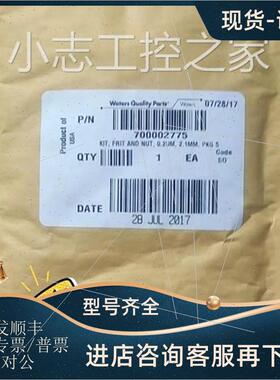 现货-
小志工控之家
Waters Quality Parts
Waters
07/28/17
P/N
700002775
Product of
USA
KIT, FRIT AND NUT, 0.2UM, 2.1MM, PKG 5
QTY
1
EA
Code
EO
DATE
28 JUL 2017
型号齐全
发顺丰
专票/普票
对公
进店咨询客服再下